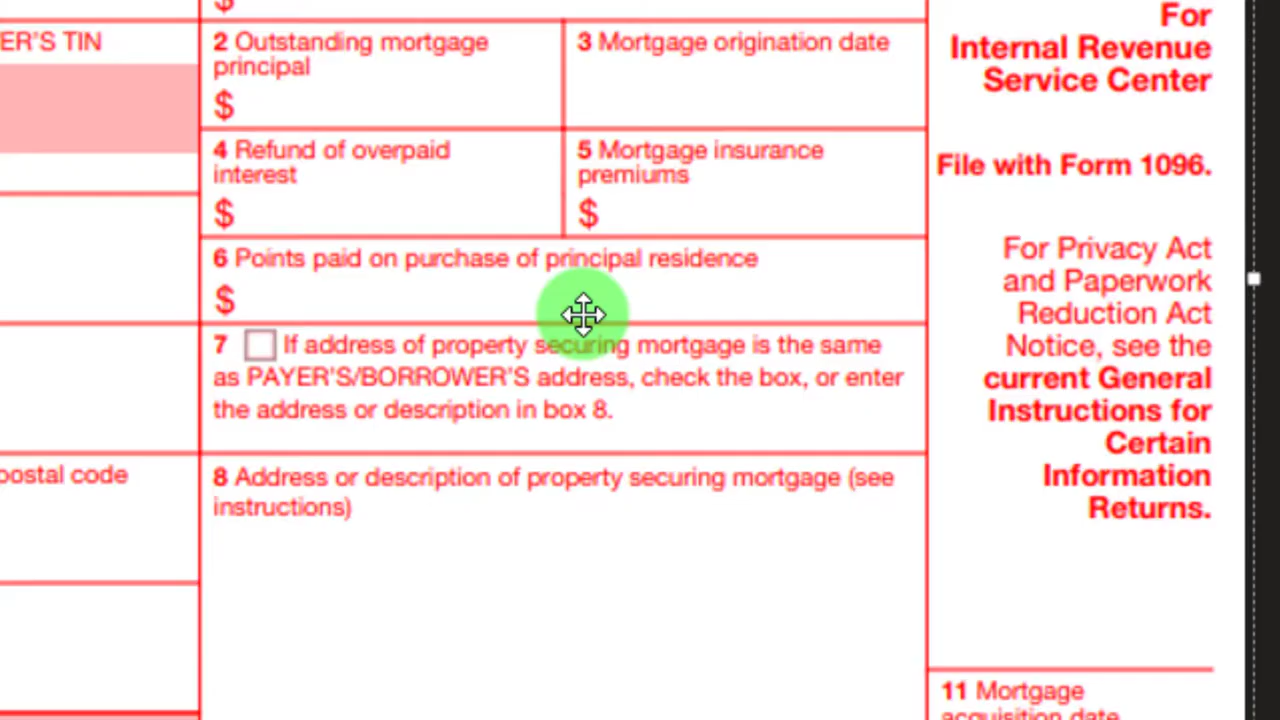 $
ER'S TIN
2 Outstanding mortgage
principal
$
3 Mortgage origination date
4 Refund of overpaid
interest
$
5 Mortgage insurance
premiums
$
6 Points paid on purchase of principal residence
$
7 If address of property securing mortgage is the same
as PAYER'S/BORROWER'S address, check the box, or enter
the address or description in box 8.
postal code
8 Address or description of property securing mortgage (see
instructions)
For
Internal Revenue
Service Center
File with Form 1096.
For Privacy Act
and Paperwork
Reduction Act
Notice, see the
current General
Instructions for
Certain
Information
Returns.
11 Mortgage
acquisition date